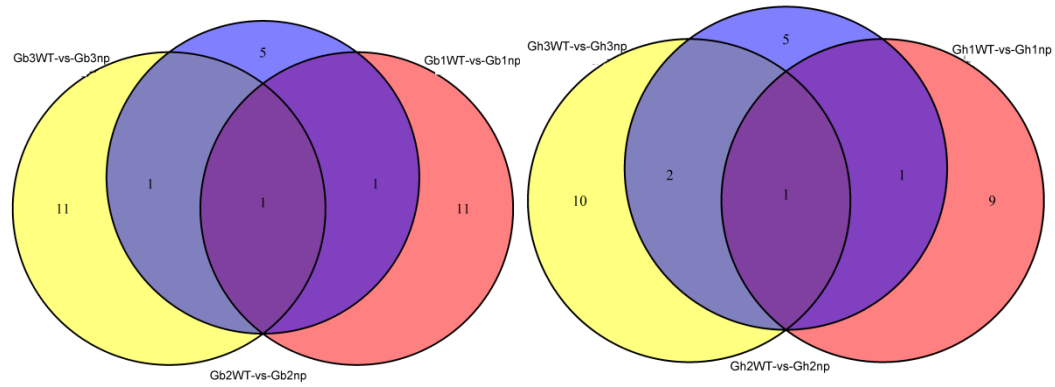 Gb3WT-vs-Gb3np
5
Gb1WT-vs-Gb1np
11
1
1
1
11
Gb2WT-vs-Gb2np
Gh3WT-vs-Gh3np
5
Gh1WT-vs-Gh1np
10
2
1
1
9
Gh2WT-vs-Gh2np